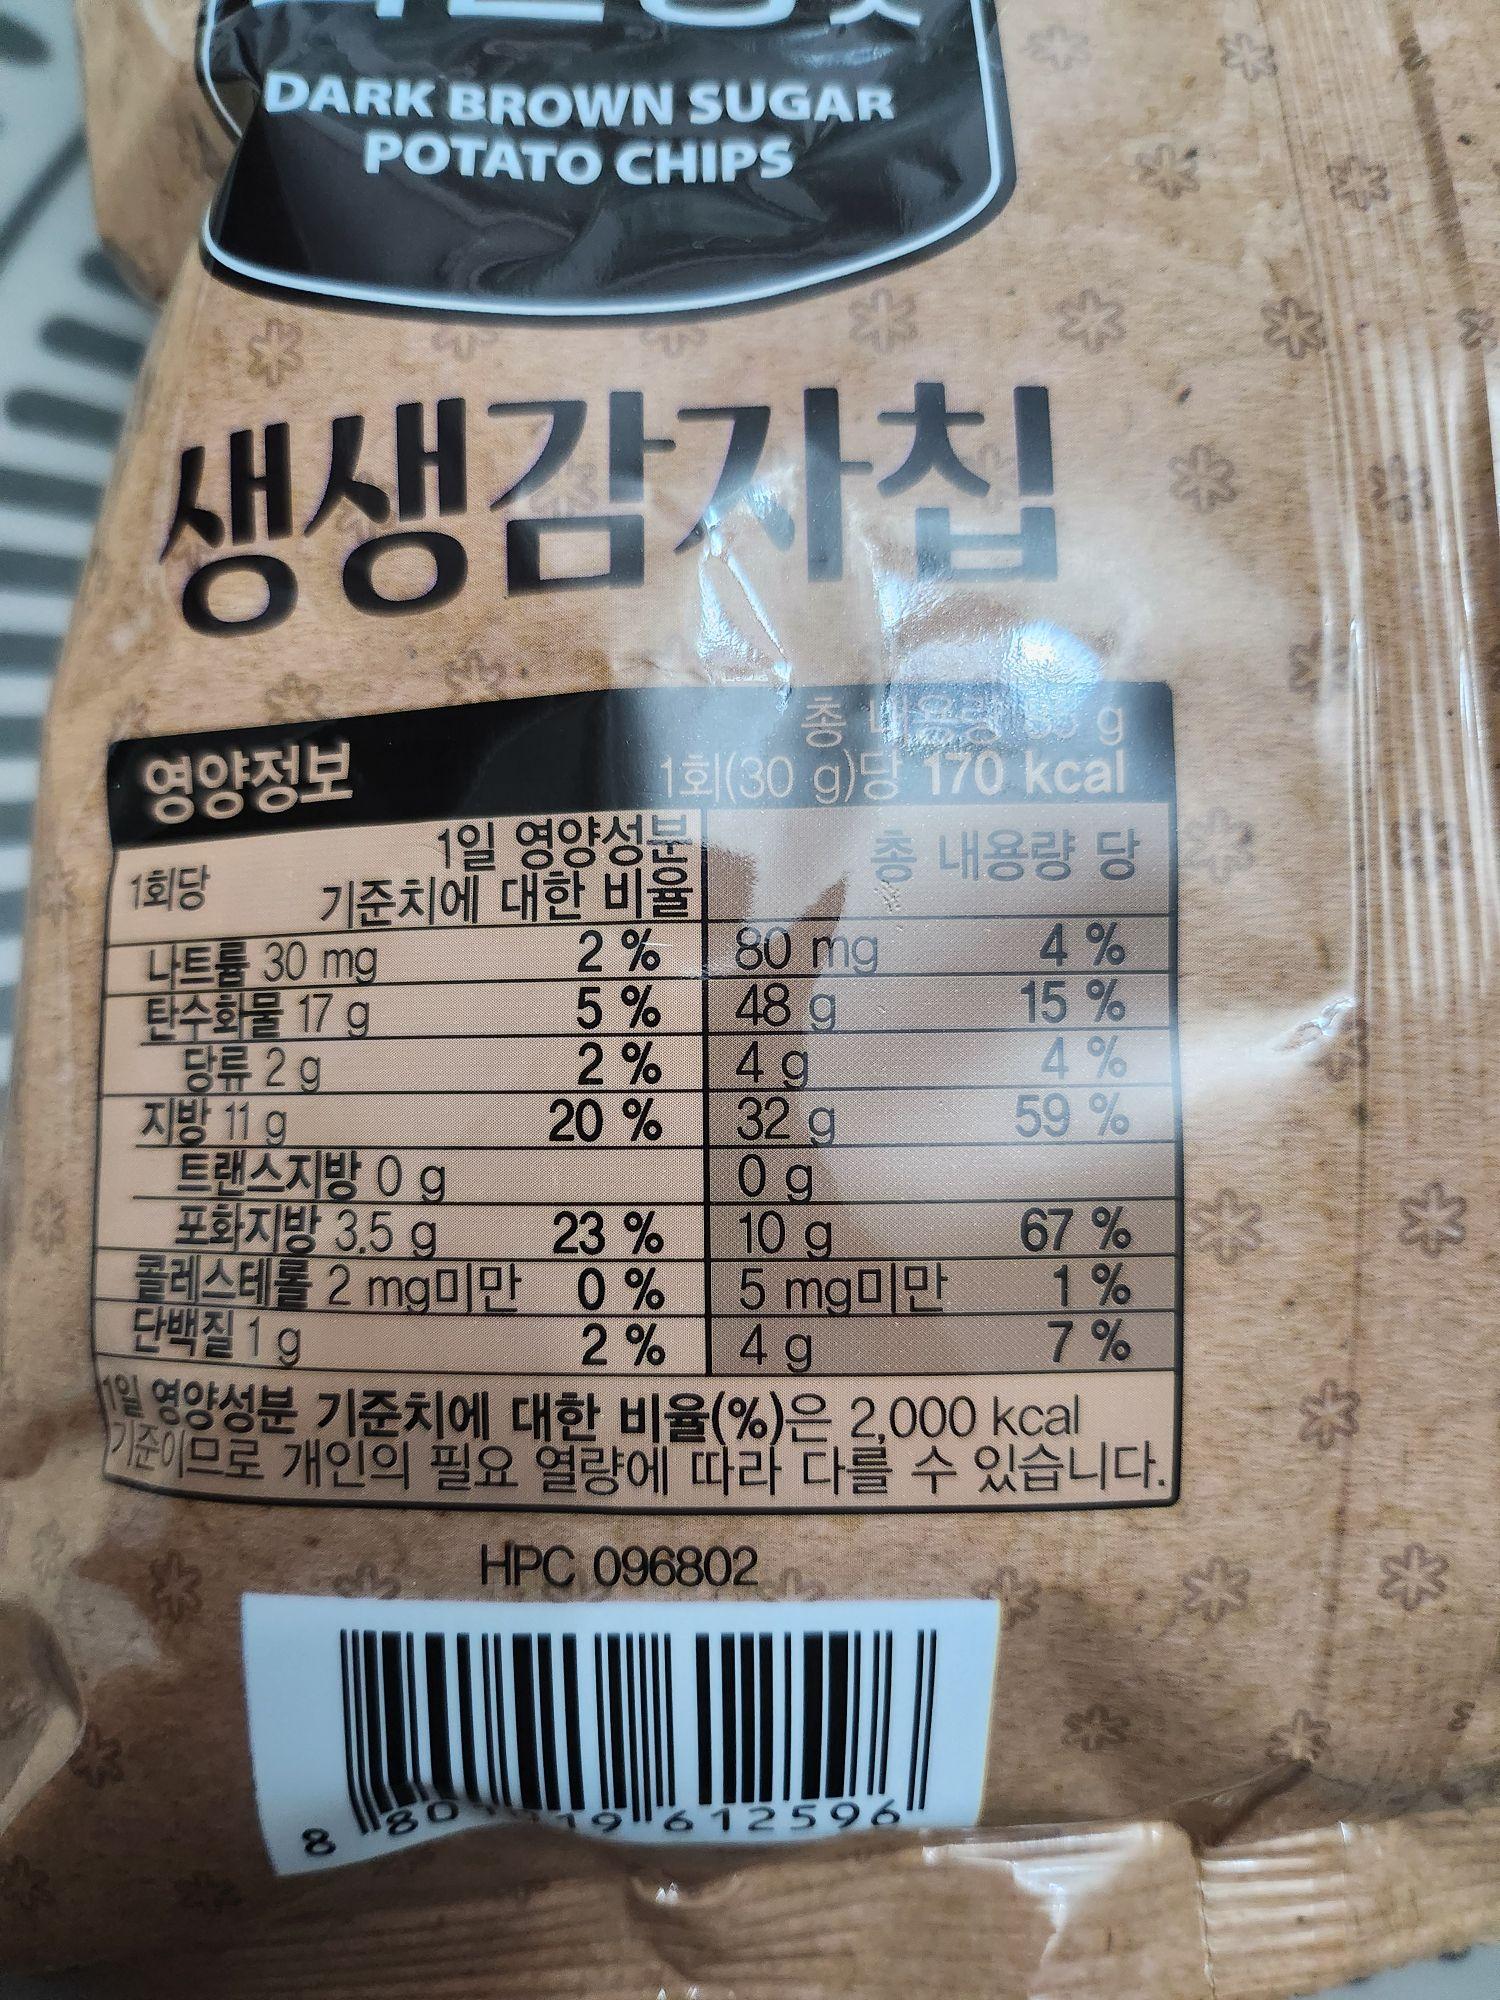 DARK BROWN SUGAR
POTATO CHIPS
생생감자칩
영양정보
총 내용량 g
1회(30 g)당 170 kcal
1회당 1일 영양성분 기준치에 대한 비율 총 내용량 당
나트륨 30 mg 2 % 80 mg 4 %
탄수화물 17 g 5 % 48 g 15 %
당류 2 g 2 % 4 g 4 %
지방 11 g 20 % 32 g 59 %
트랜스지방 0 g 0 g
포화지방 3.5 g 23 % 10 g 67 %
콜레스테롤 2 mg미만 0 % 5 mg미만 1 %
단백질 1 g 2 % 4 g 7 %
1일 영양성분 기준치에 대한 비율(%)은 2,000 kcal
기준이므로 개인의 필요 열량에 따라 다를 수 있습니다.
HPC 096802
8 612596